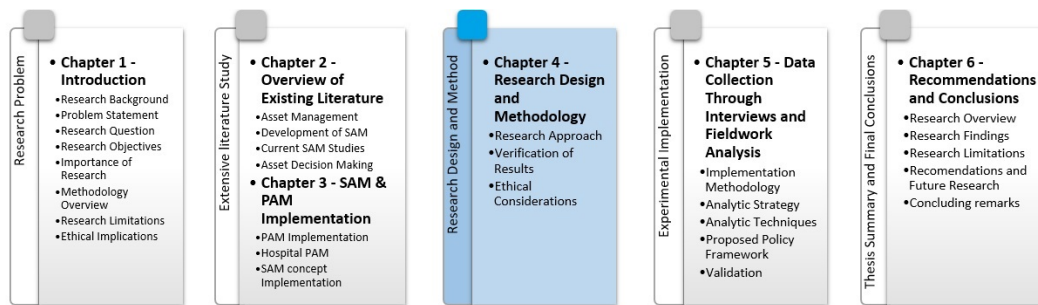 Research Problem
• Chapter 1 -
Introduction
•Research Background
•Problem Statement
•Research Question
•Research Objectives
•Importance of
Research
•Methodology
Overview
•Research Limitations
•Ethical Implications
Extensive literature Study
• Chapter 2 -
Overview of
Existing Literature
•Asset Management
•Development of SAM
•Current SAM Studies
•Asset Decision Making
• Chapter 3 - SAM &
PAM
Implementation
•PAM Implementation
•Hospital PAM
•SAM concept
Implementation
Research Design and Method
• Chapter 4 -
Research Design
and
Methodology
•Research Approach
•Verification of
Results
•Ethical
Considerations
Experimental Implementation
• Chapter 5 - Data
Collection
Through
Interviews and
Fieldwork
Analysis
•Implementation
Methodology
•Analytic Strategy
•Analytic Techniques
•Proposed Policy
Framework
•Validation
Thesis Summary and Final Conclusions
• Chapter 6 -
Recommendations
and Conclusions
•Research Overview
•Research Findings
•Research Limitations
•Recomendations and
Future Research
•Concluding remarks